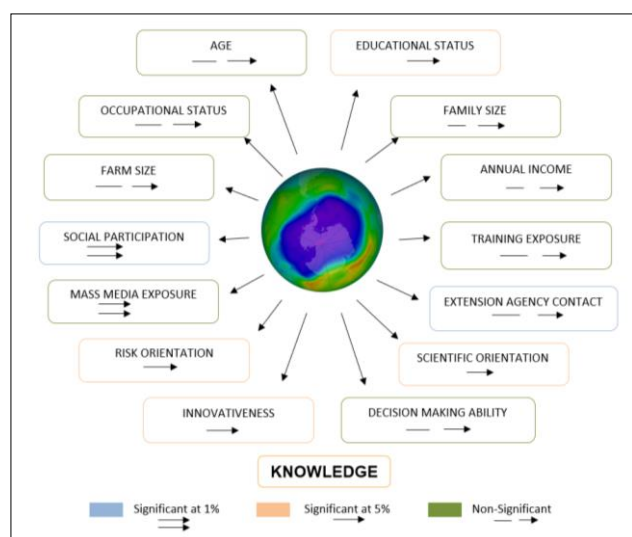 AGE
EDUCATIONAL STATUS
OCCUPATIONAL STATUS
FAMILY SIZE
FARM SIZE
ANNUAL INCOME
SOCIAL PARTICIPATION
TRAINING EXPOSURE
MASS MEDIA EXPOSURE
EXTENSION AGENCY CONTACT
RISK ORIENTATION
SCIENTIFIC ORIENTATION
INNOVATIVENESS
DECISION MAKING ABILITY
KNOWLEDGE
Significant at 1%
Significant at 5%
Non-Significant